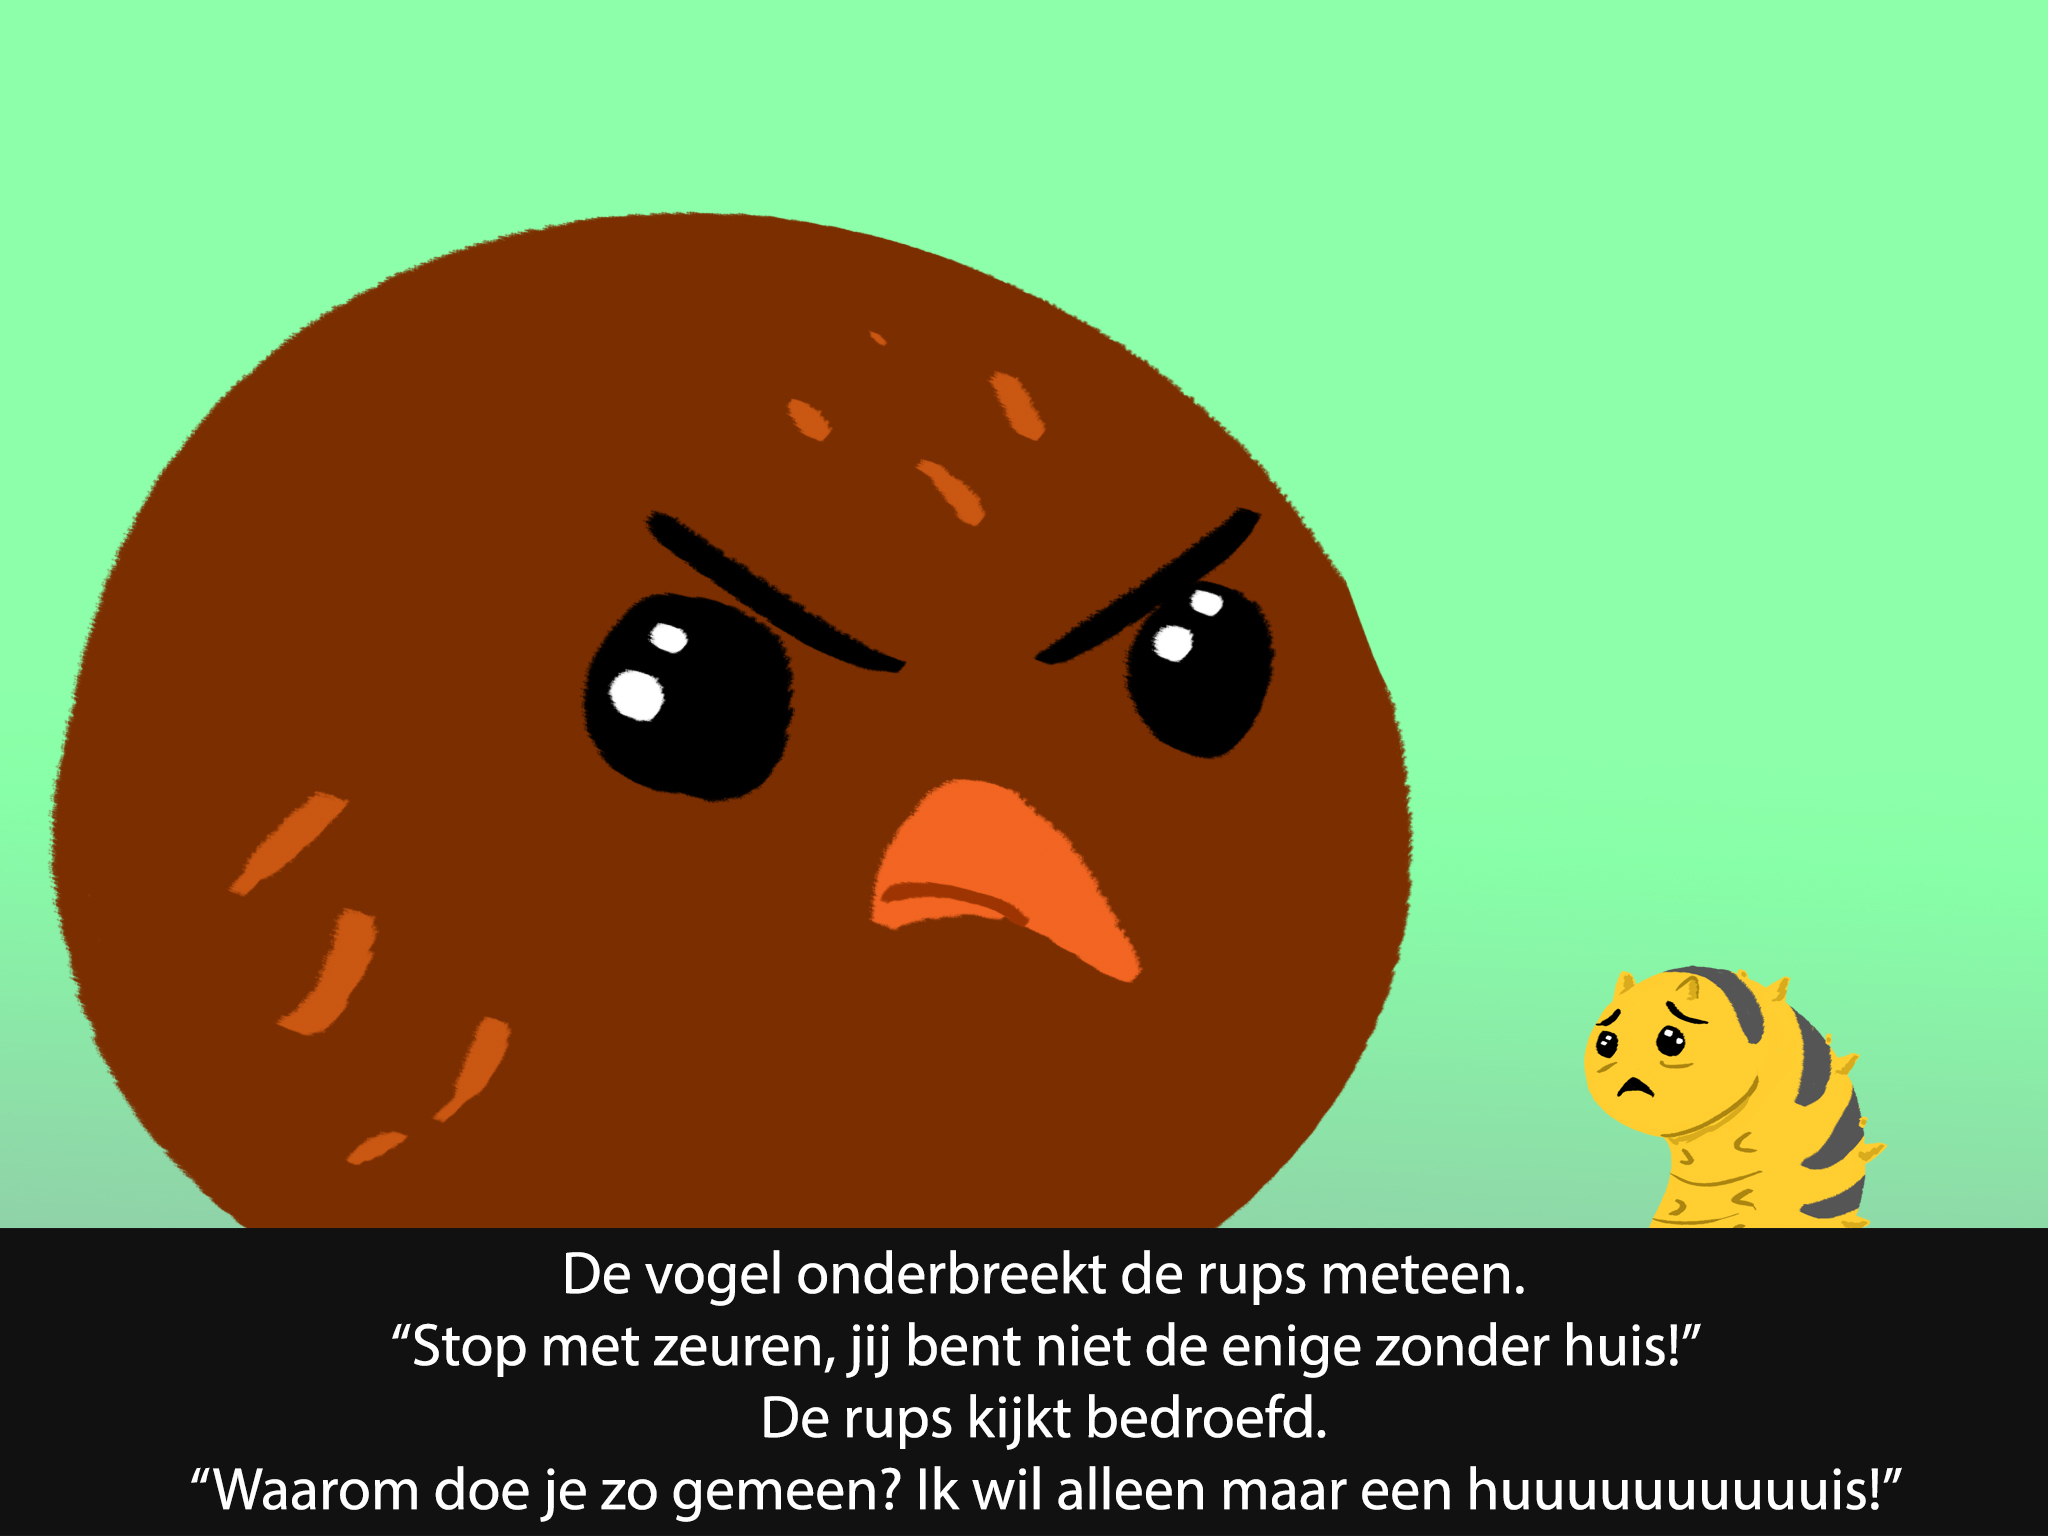 De vogel onderbreekt de rups meteen.
“Stop met zeuren, jij bent niet de enige zonder huis!”
De rups kijkt bedroefd.
“Waarom doe je zo gemeen? Ik wil alleen maar een huuuuuuuuuuis!”